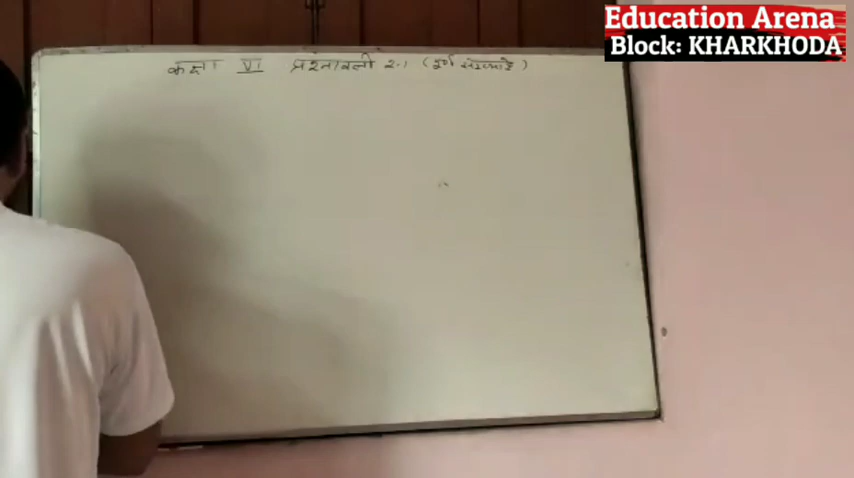 Education Arena
Block: KHARKHODA
कक्षा VI प्रश्नावली 2.1 (पूर्ण संख्याएँ)